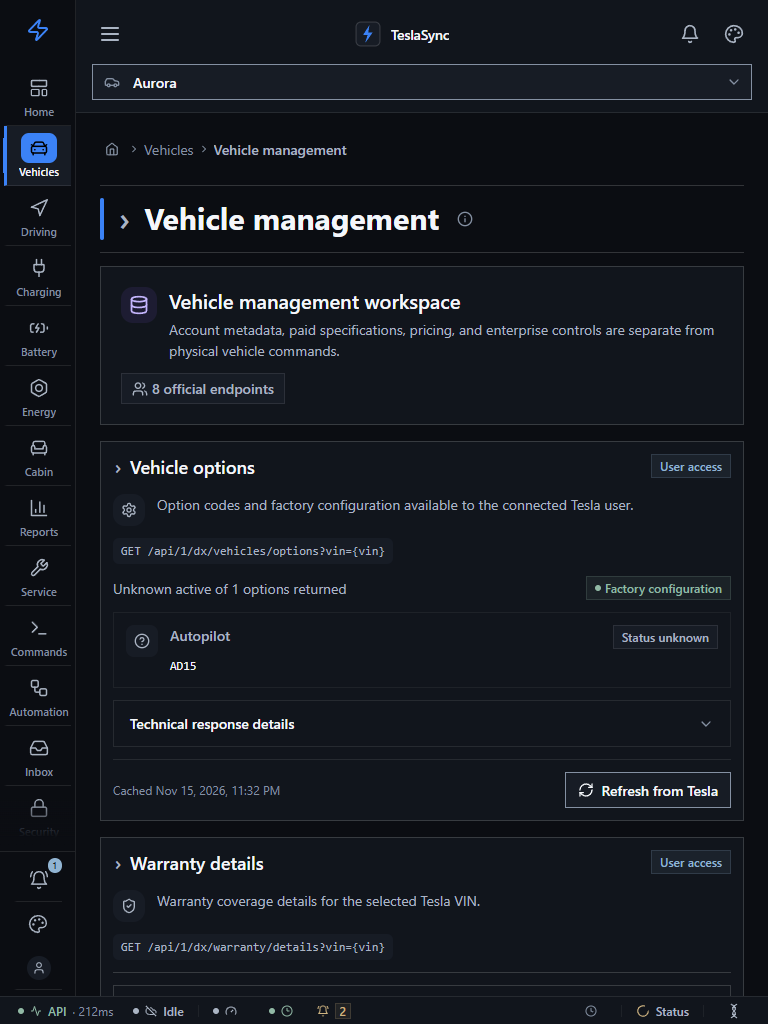 TeslaSync
Aurora
Home
Vehicles
Driving
Charging
Battery
Energy
Cabin
Reports
Service
Commands
Automation
Inbox
Security
1
Vehicles
Vehicle management
Vehicle management
Vehicle management workspace
Account metadata, paid specifications, pricing, and enterprise controls are separate from
physical vehicle commands.
8 official endpoints
Vehicle options
User access
Option codes and factory configuration available to the connected Tesla user.
GET /api/1/dx/vehicles/options?vin={vin}
Unknown active of 1 options returned
Factory configuration
Autopilot
Status unknown
AD15
Technical response details
Cached Nov 15, 2026, 11:32 PM
Refresh from Tesla
Warranty details
User access
Warranty coverage details for the selected Tesla VIN.
GET /api/1/dx/warranty/details?vin={vin}
API · 212ms
Idle
2
Status